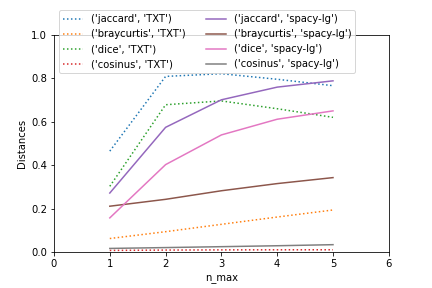 ('jaccard', 'TXT')
('braycurtis', 'TXT')
('dice', 'TXT')
('cosinus', 'TXT')
('jaccard', 'spacy-lg')
('braycurtis', 'spacy-lg')
('dice', 'spacy-lg')
('cosinus', 'spacy-lg')
1.0
0.8
0.6
0.4
0.2
0.0
Distances
0 1 2 3 4 5 6
n_max